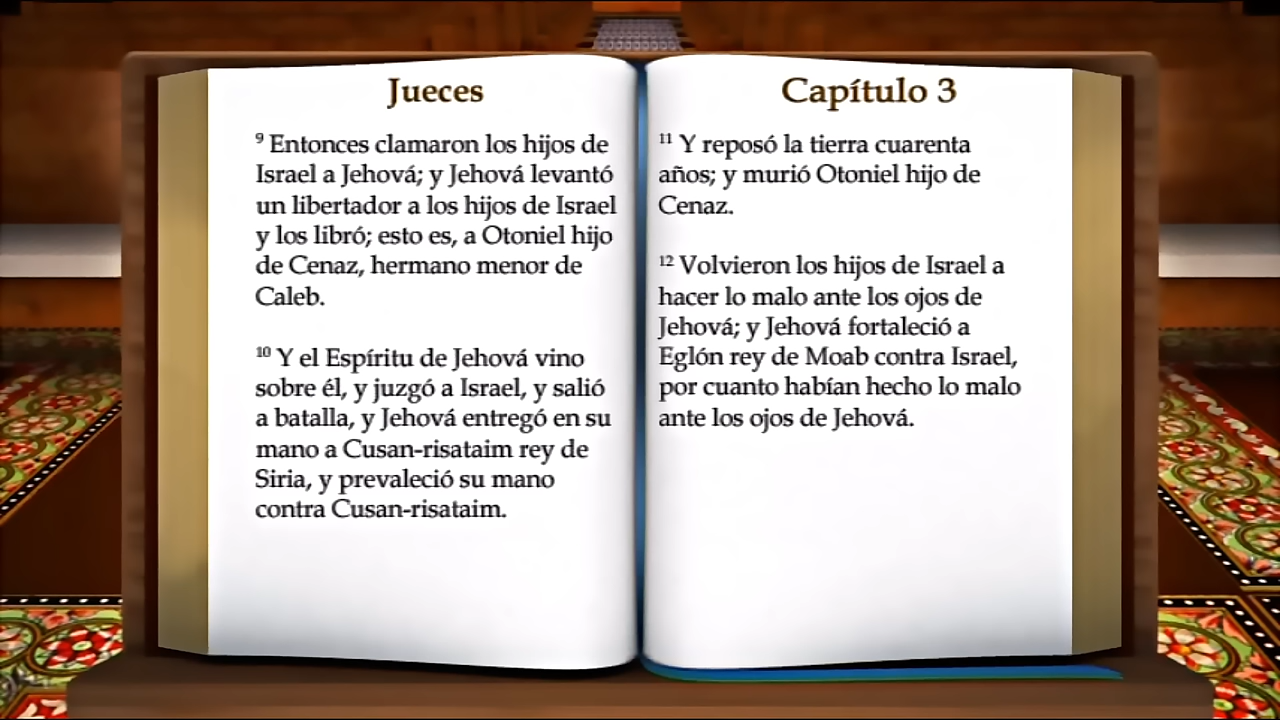 Jueces
⁹ Entonces clamaron los hijos de
Israel a Jehová; y Jehová levantó
un libertador a los hijos de Israel
y los libró; esto es, a Otoniel hijo
de Cenaz, hermano menor de
Caleb.
¹⁰ Y el Espíritu de Jehová vino
sobre él, y juzgó a Israel, y salió
a batalla, y Jehová entregó en su
mano a Cusan-risataim rey de
Siria, y prevaleció su mano
contra Cusan-risataim.
Capítulo 3
¹¹ Y reposó la tierra cuarenta
años; y murió Otoniel hijo de
Cenaz.
¹² Volvieron los hijos de Israel a
hacer lo malo ante los ojos de
Jehová; y Jehová fortaleció a
Eglón rey de Moab contra Israel,
por cuanto habían hecho lo malo
ante los ojos de Jehová.